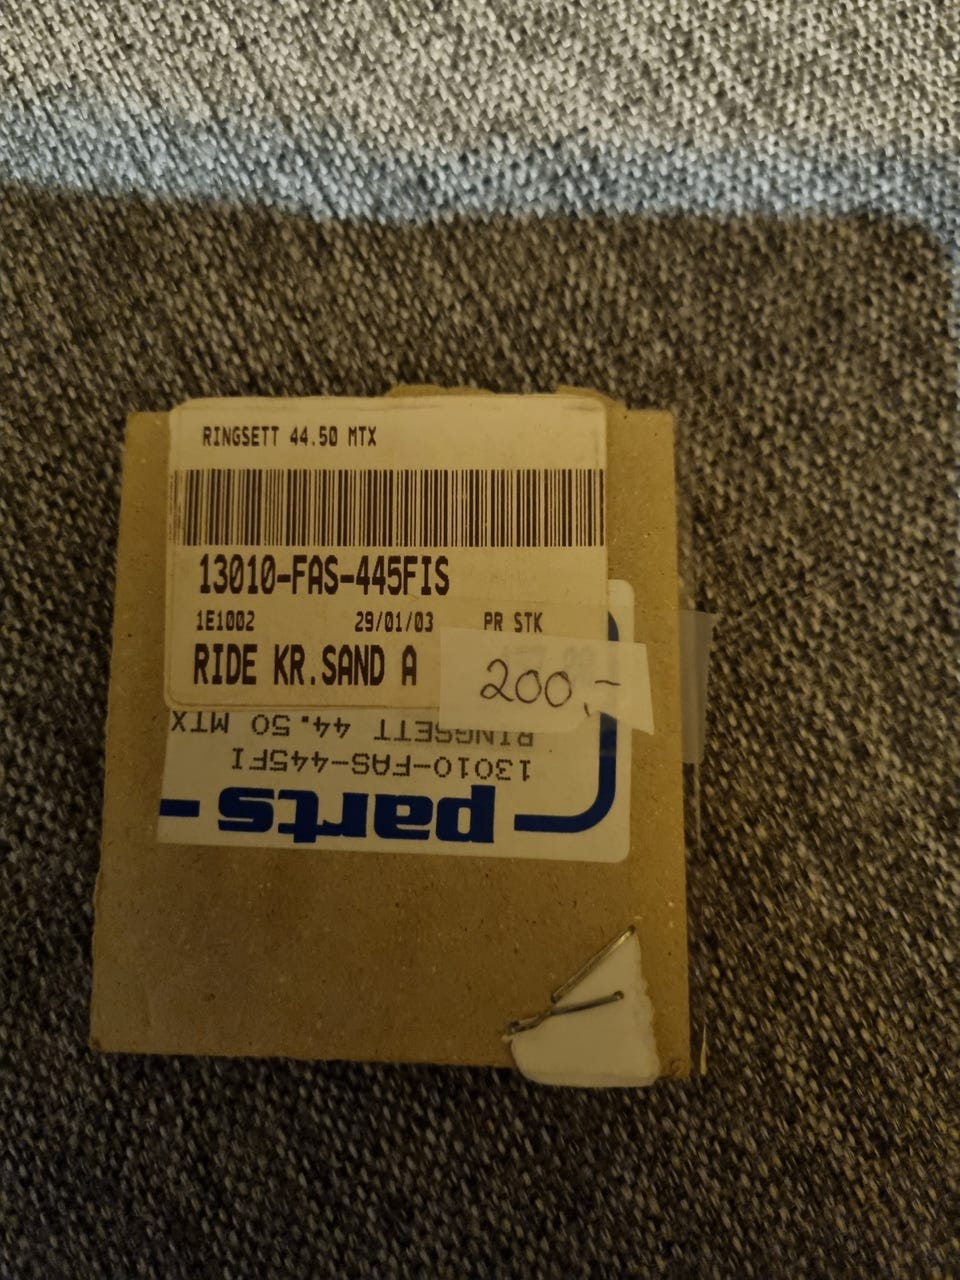 RINGSETT 44.50 MTX
13010-FAS-445FIS
1E1002 29/01/03 PR STK
RIDE KR.SAND A
200,-
RINGSETT 44.50 MTX
13010-FAS-445FI
parts